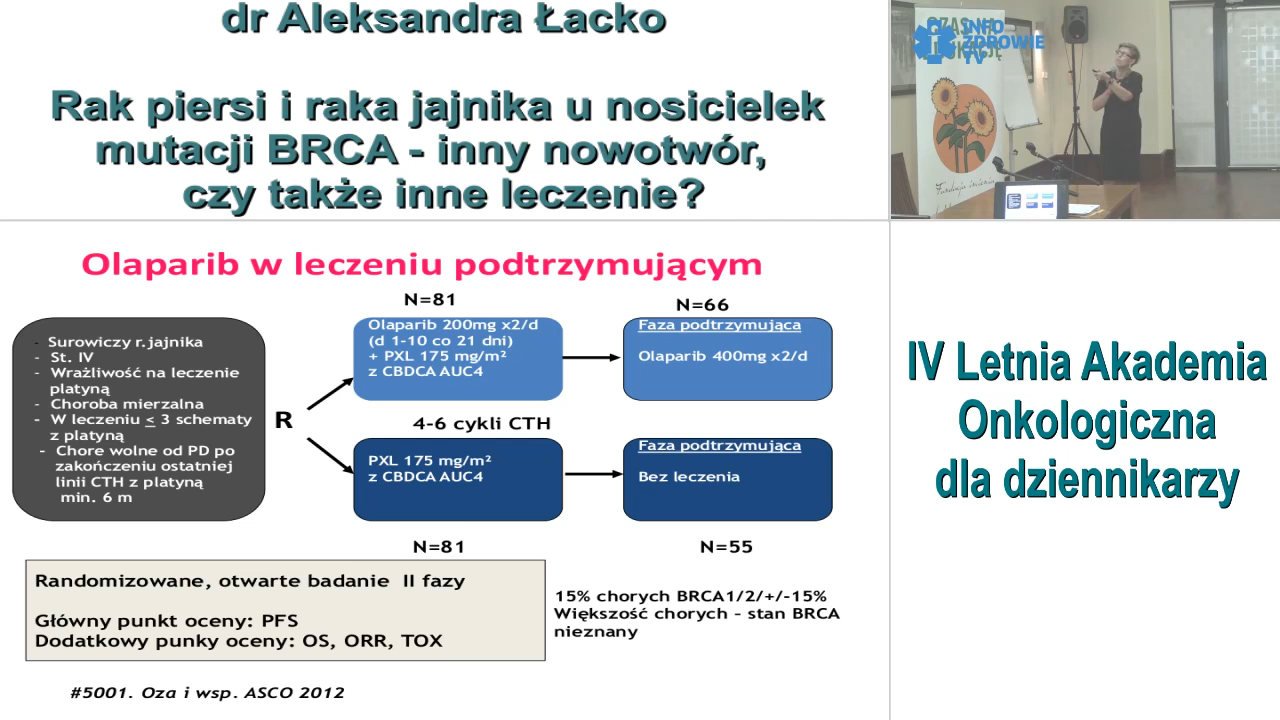 dr Aleksandra Łacko
Rak piersi i raka jajnika u nosicielek
mutacji BRCA - inny nowotwór,
czy także inne leczenie?
INFO
ZDROWIE
TV
Fundacja imienia
IV Letnia Akademia
Onkologiczna
dla dziennikarzy
Olaparib w leczeniu podtrzymującym
- Surowiczy r.jajnika
- St. IV
- Wrażliwość na leczenie
platyną
- Choroba mierzalna
- W leczeniu < 3 schematy
z platyną
- Chore wolne od PD po
zakończeniu ostatniej
linii CTH z platyną
min. 6 m
R
N=81
Olaparib 200mg x2/d
(d 1-10 co 21 dni)
+ PXL 175 mg/m²
z CBDCA AUC4
N=66
Faza podtrzymująca
Olaparib 400mg x2/d
4-6 cykli CTH
PXL 175 mg/m²
z CBDCA AUC4
N=81
Faza podtrzymująca
Bez leczenia
N=55
Randomizowane, otwarte badanie II fazy
Główny punkt oceny: PFS
Dodatkowy punky oceny: OS, ORR, TOX
15% chorych BRCA1/2/+/-15%
Większość chorych - stan BRCA
nieznany
#5001. Oza i wsp. ASCO 2012